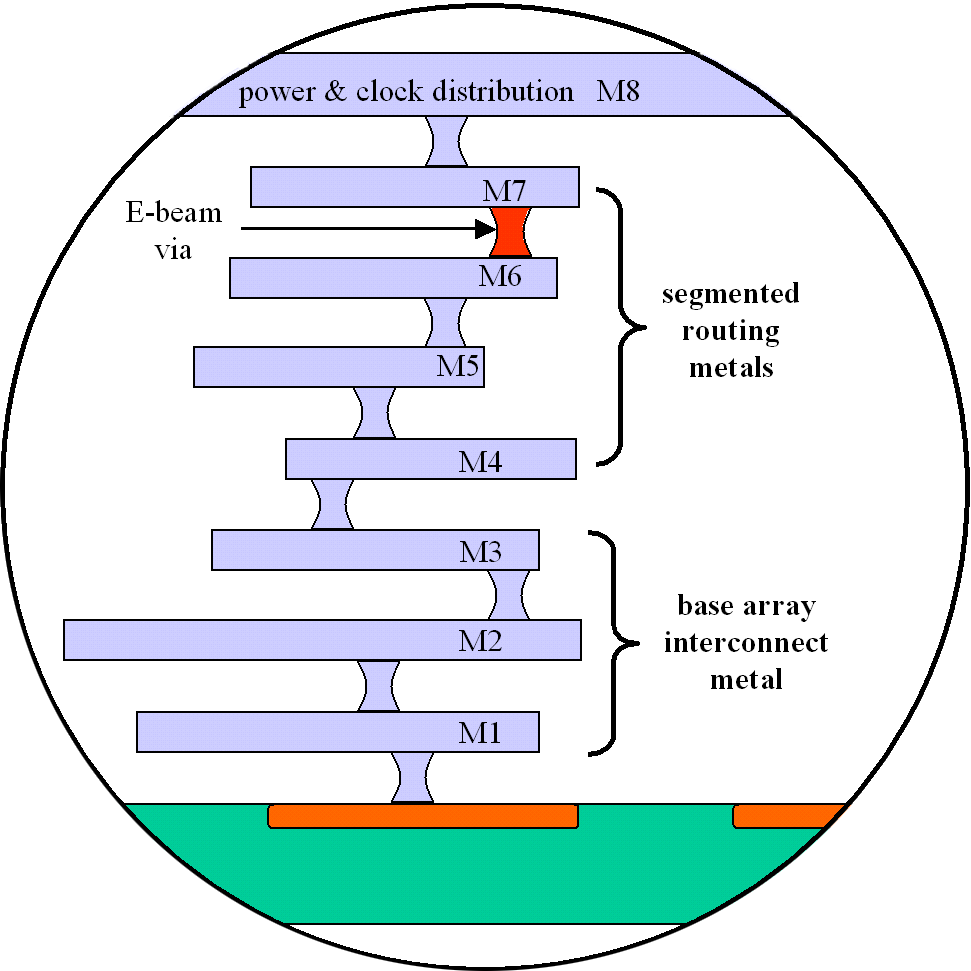 power & clock distribution M8
M7
E-beam
via
M6
segmented
routing
metals
M5
M4
M3
base array
interconnect
metal
M2
M1